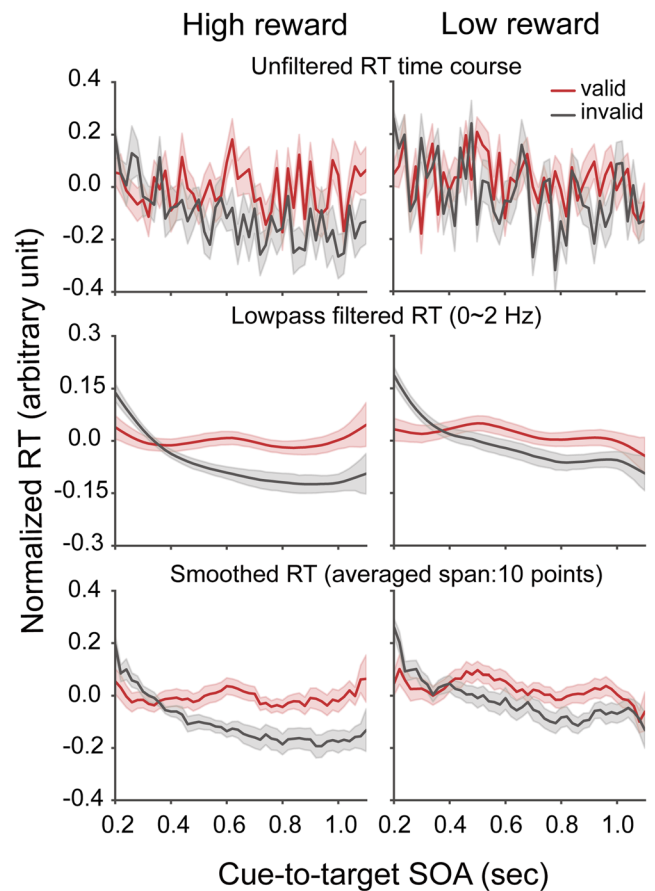 High reward Low reward
Unfiltered RT time course
valid
invalid
0.4
0.2
0.0
-0.2
-0.4
Lowpass filtered RT (0~2 Hz)
0.3
0.15
0.0
-0.15
-0.3
Smoothed RT (averaged span:10 points)
0.4
0.2
0.0
-0.2
-0.4
0.2 0.4 0.6 0.8 1.0 0.2 0.4 0.6 0.8 1.0
Normalized RT (arbitrary unit)
Cue-to-target SOA (sec)